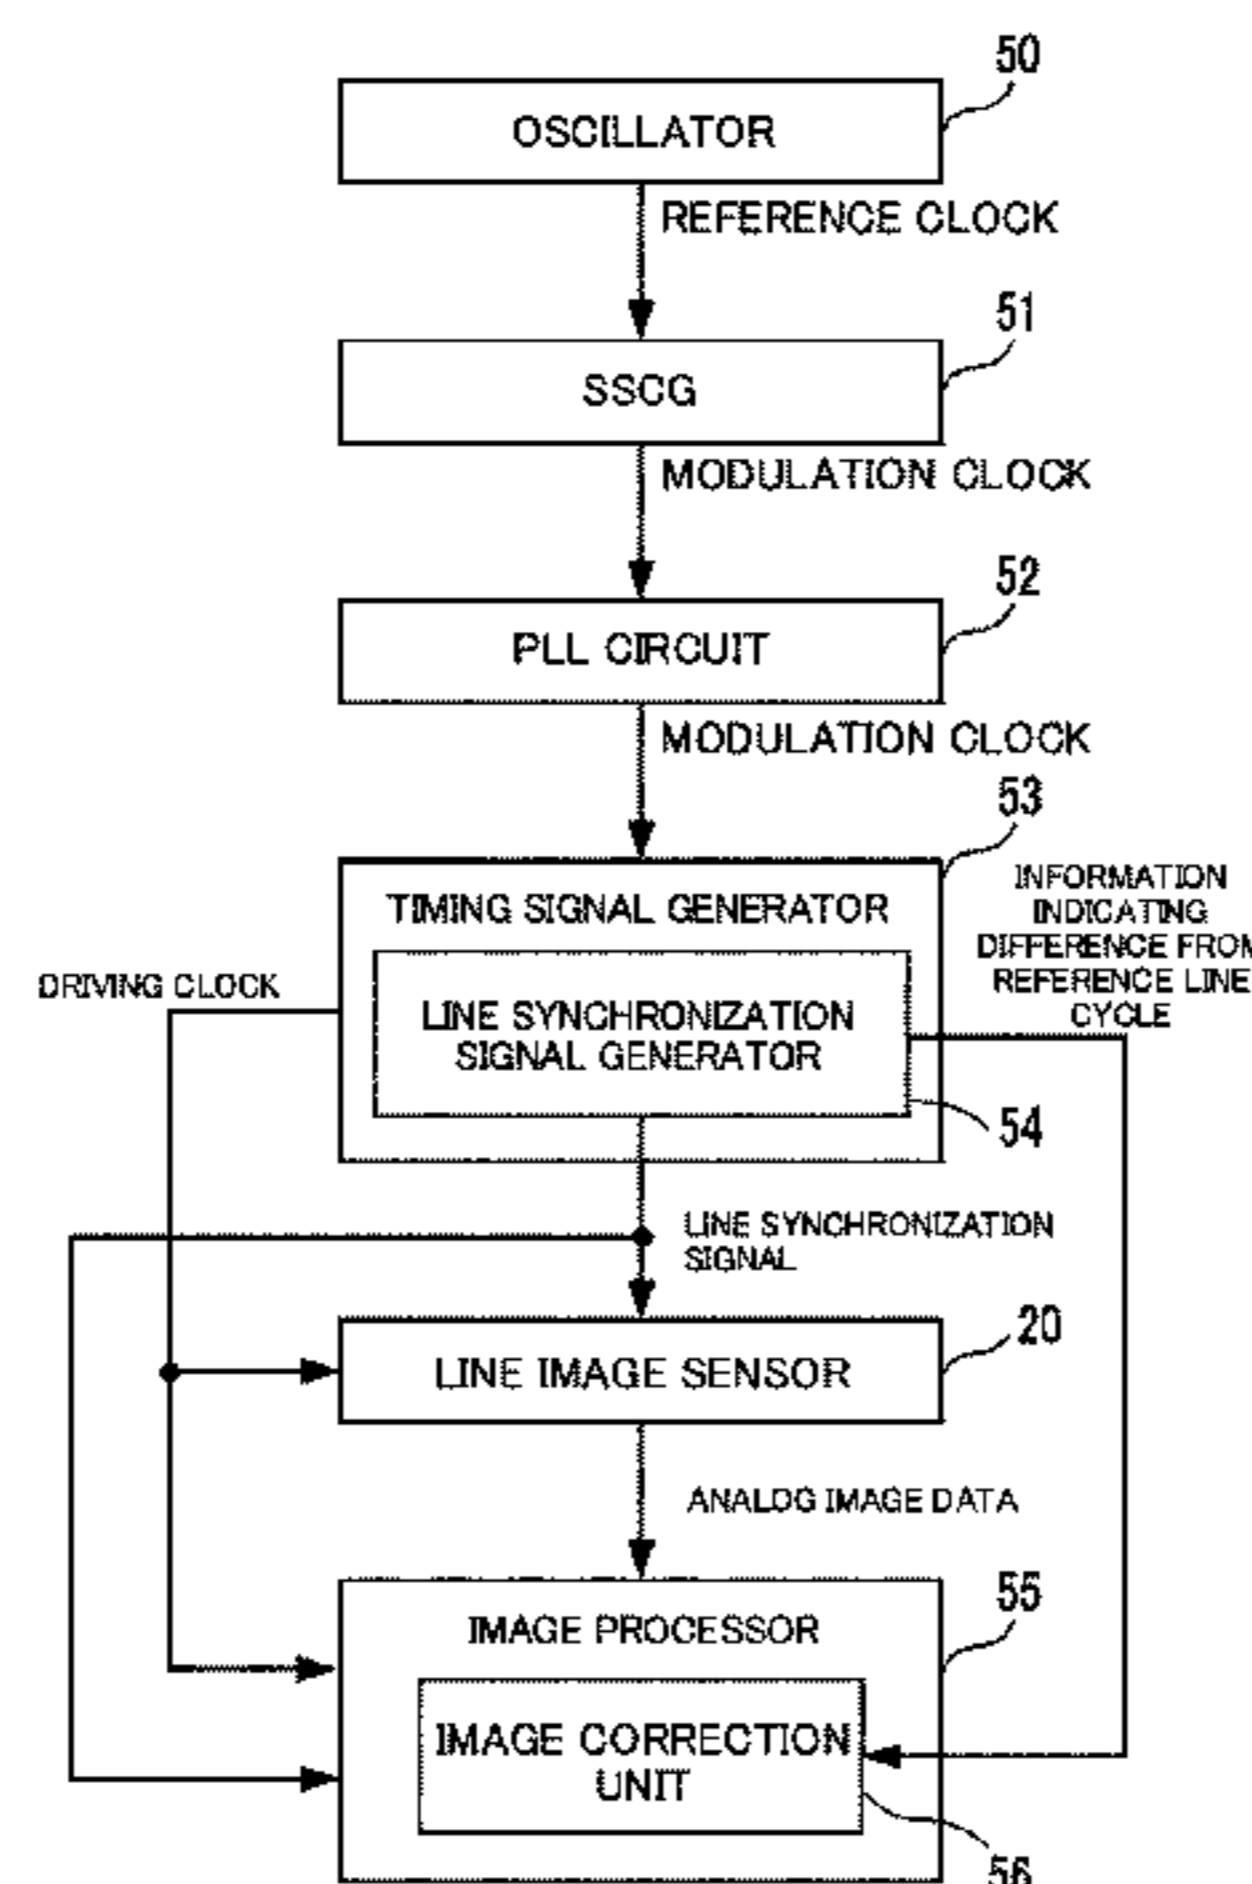 50
OSCILLATOR
REFERENCE CLOCK
51
SSCG
MODULATION CLOCK
52
PLL CIRCUIT
MODULATION CLOCK
53
TIMING SIGNAL GENERATOR
INFORMATION
INDICATING
DIFFERENCE FROM
REFERENCE LINE
CYCLE
DRIVING CLOCK
LINE SYNCHRONIZATION
SIGNAL GENERATOR
54
LINE SYNCHRONIZATION
SIGNAL
20
LINE IMAGE SENSOR
ANALOG IMAGE DATA
55
IMAGE PROCESSOR
IMAGE CORRECTION
UNIT
56